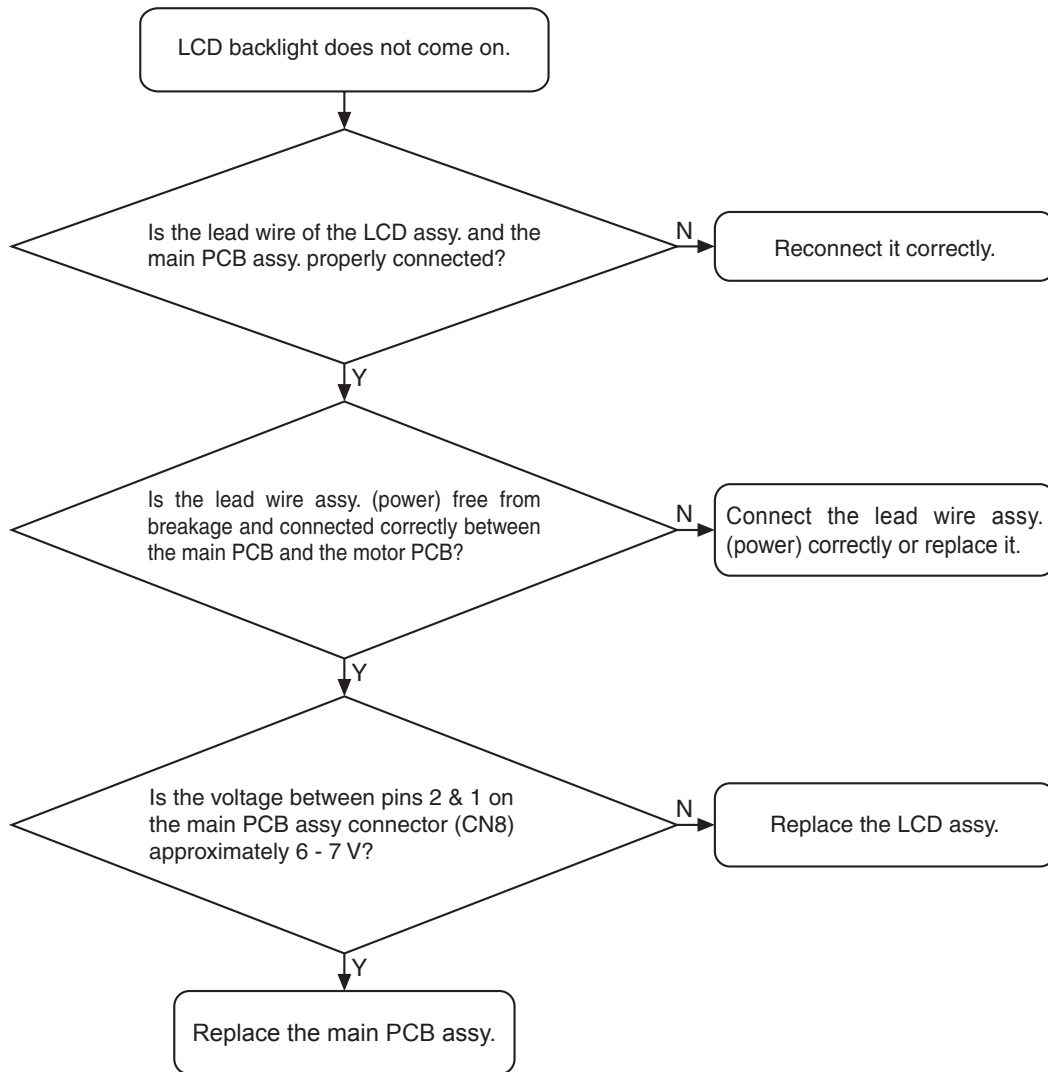 LCD backlight does not come on.
Is the lead wire of the LCD assy. and the
main PCB assy. properly connected?
N
Reconnect it correctly.
Y
Is the lead wire assy. (power) free from
breakage and connected correctly between
the main PCB and the motor PCB?
N
Connect the lead wire assy.
(power) correctly or replace it.
Y
Is the voltage between pins 2 & 1 on
the main PCB assy connector (CN8)
approximately 6 - 7 V?
N
Replace the LCD assy.
Y
Replace the main PCB assy.